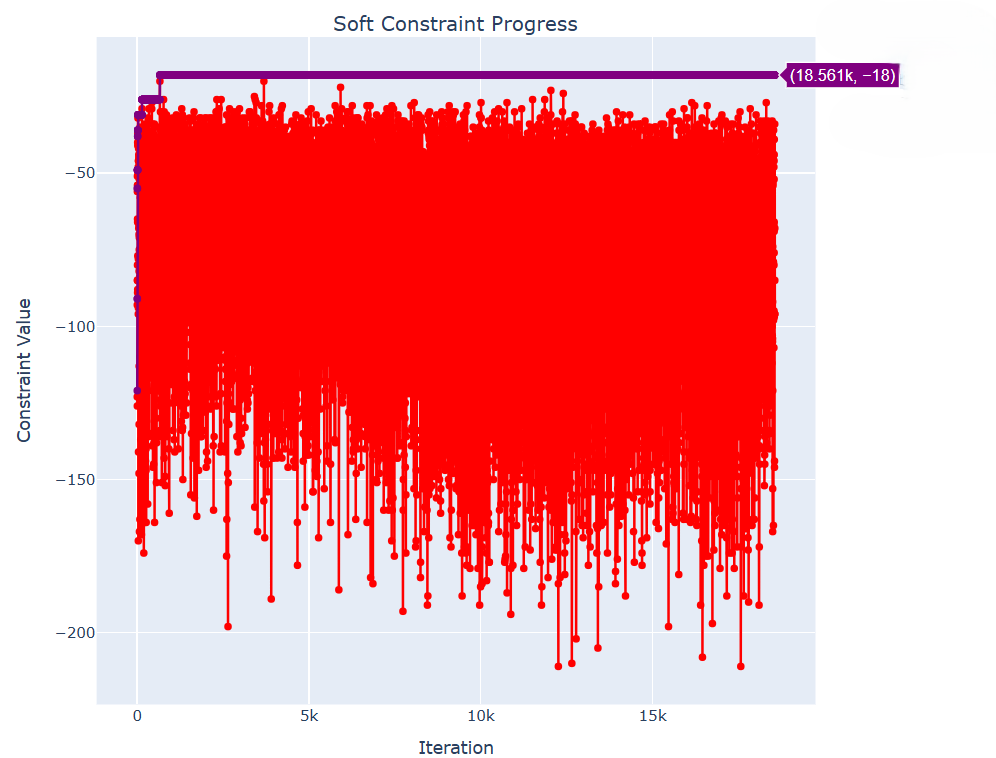 Soft Constraint Progress
(18.561k, −18)
−50
−100
−150
−200
Constraint Value
0
5k
10k
15k
Iteration